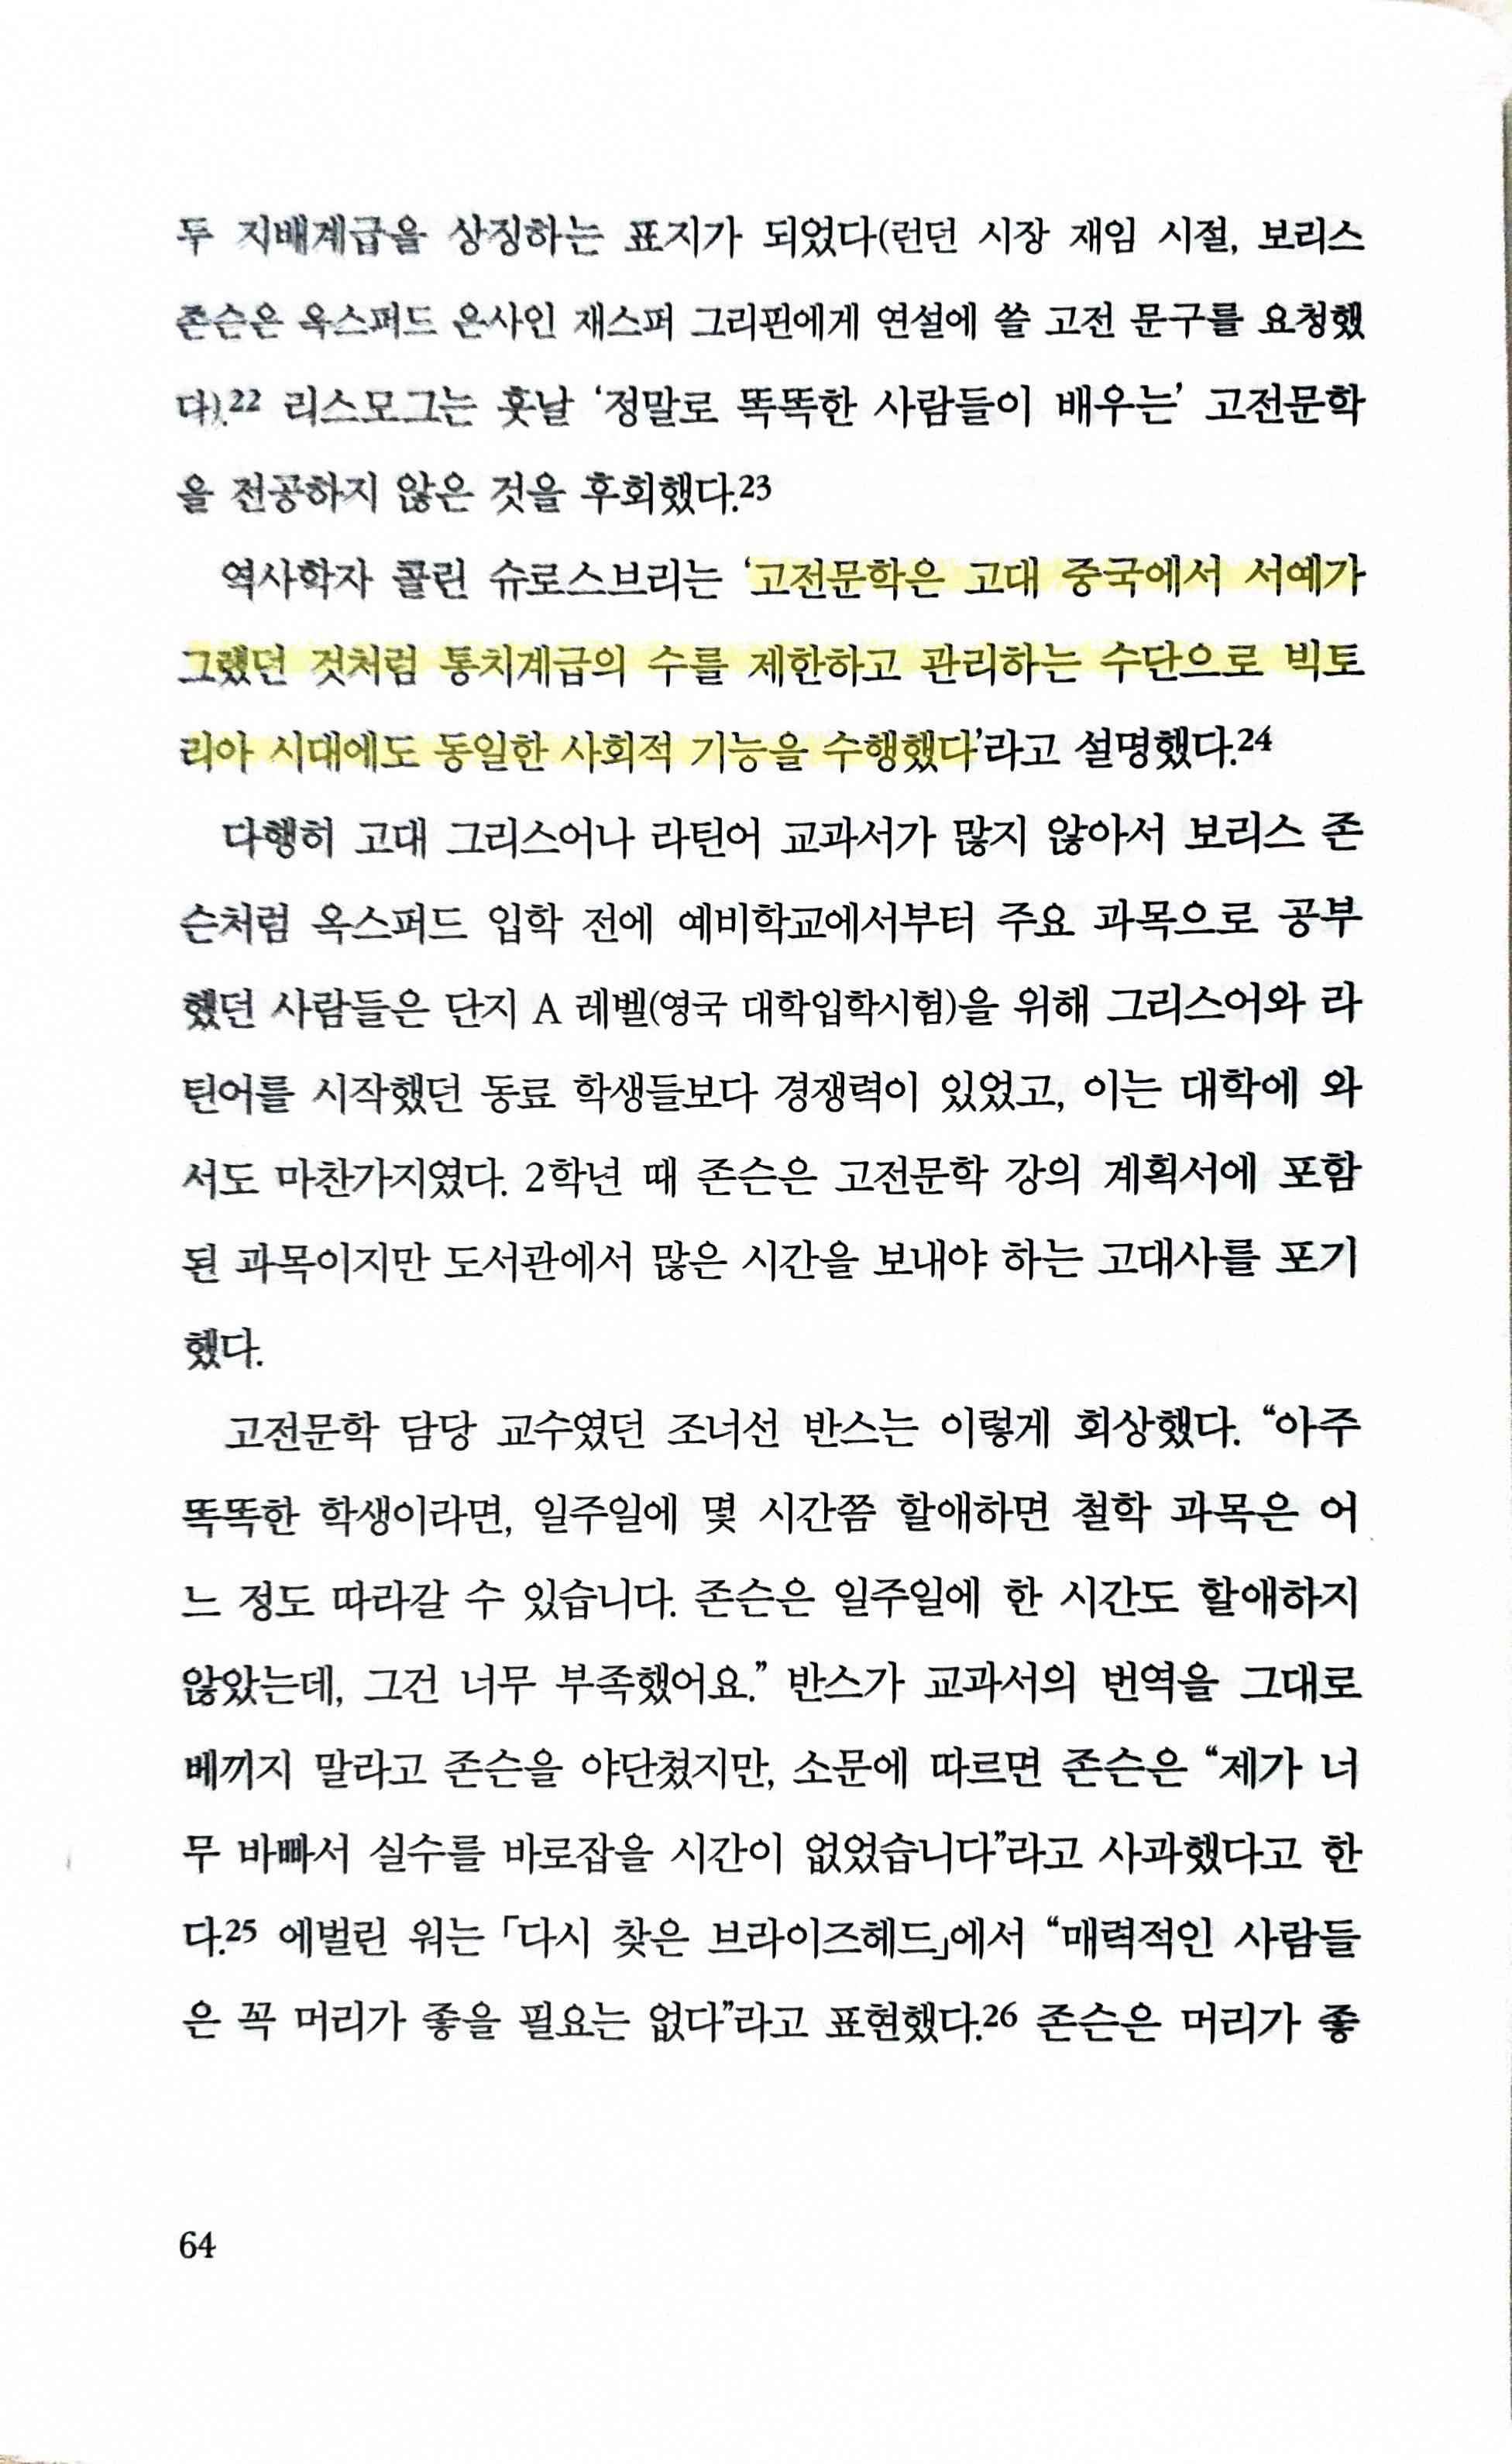 두 지배계급을 상징하는 표지가 되었다(런던 시장 재임 시절, 보리스
존슨은 옥스퍼드 은사인 재스퍼 그리핀에게 연설에 쓸 고전 문구를 요청했
다).22 리스모그는 훗날 ‘정말로 똑똑한 사람들이 배우는’ 고전문학
을 전공하지 않은 것을 후회했다.23
역사학자 콜린 슈로스브리는 ‘고전문학은 고대 중국에서 서예가
그랬던 것처럼 통치계급의 수를 제한하고 관리하는 수단으로 빅토
리아 시대에도 동일한 사회적 기능을 수행했다’라고 설명했다.24
다행히 고대 그리스어나 라틴어 교과서가 많지 않아서 보리스 존
슨처럼 옥스퍼드 입학 전에 예비학교에서부터 주요 과목으로 공부
했던 사람들은 단지 A 레벨(영국 대학입학시험)을 위해 그리스어와 라
틴어를 시작했던 동료 학생들보다 경쟁력이 있었고, 이는 대학에 와
서도 마찬가지였다. 2학년 때 존슨은 고전문학 강의 계획서에 포함
된 과목이지만 도서관에서 많은 시간을 보내야 하는 고대사를 포기
했다.
고전문학 담당 교수였던 조너선 반스는 이렇게 회상했다. “아주
똑똑한 학생이라면, 일주일에 몇 시간쯤 할애하면 철학 과목은 어
느 정도 따라갈 수 있습니다. 존슨은 일주일에 한 시간도 할애하지
않았는데, 그건 너무 부족했어요.” 반스가 교과서의 번역을 그대로
베끼지 말라고 존슨을 야단쳤지만, 소문에 따르면 존슨은 “제가 너
무 바빠서 실수를 바로잡을 시간이 없었습니다”라고 사과했다고 한
다.25 에벌린 워는 「다시 찾은 브라이즈헤드」에서 “매력적인 사람들
은 꼭 머리가 좋을 필요는 없다”라고 표현했다.26 존슨은 머리가 좋
64